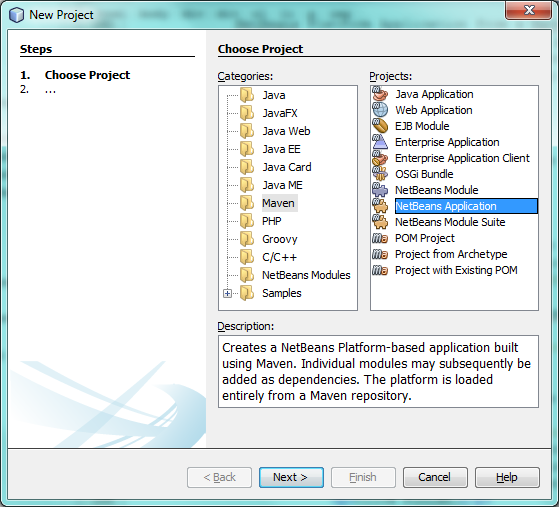 New Project
Steps
1. Choose Project
2. ...
Choose Project
Categories:
Java
JavaFX
Java Web
Java EE
Java Card
Java ME
Maven
PHP
Groovy
C/C++
NetBeans Modules
Samples
Projects:
Java Application
Web Application
EJB Module
Enterprise Application
Enterprise Application Client
OSGi Bundle
NetBeans Module
NetBeans Application
NetBeans Module Suite
POM Project
Project from Archetype
Project with Existing POM
Description:
Creates a NetBeans Platform-based application built
using Maven. Individual modules may subsequently be
added as dependencies. The platform is loaded
entirely from a Maven repository.
< Back
Next >
Finish
Cancel
Help